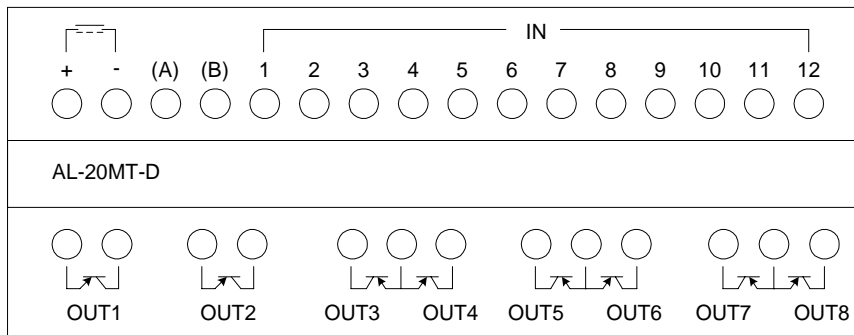 IN
+ - (A) (B) 1 2 3 4 5 6 7 8 9 10 11 12
AL-20MT-D
OUT1 OUT2 OUT3 OUT4 OUT5 OUT6 OUT7 OUT8